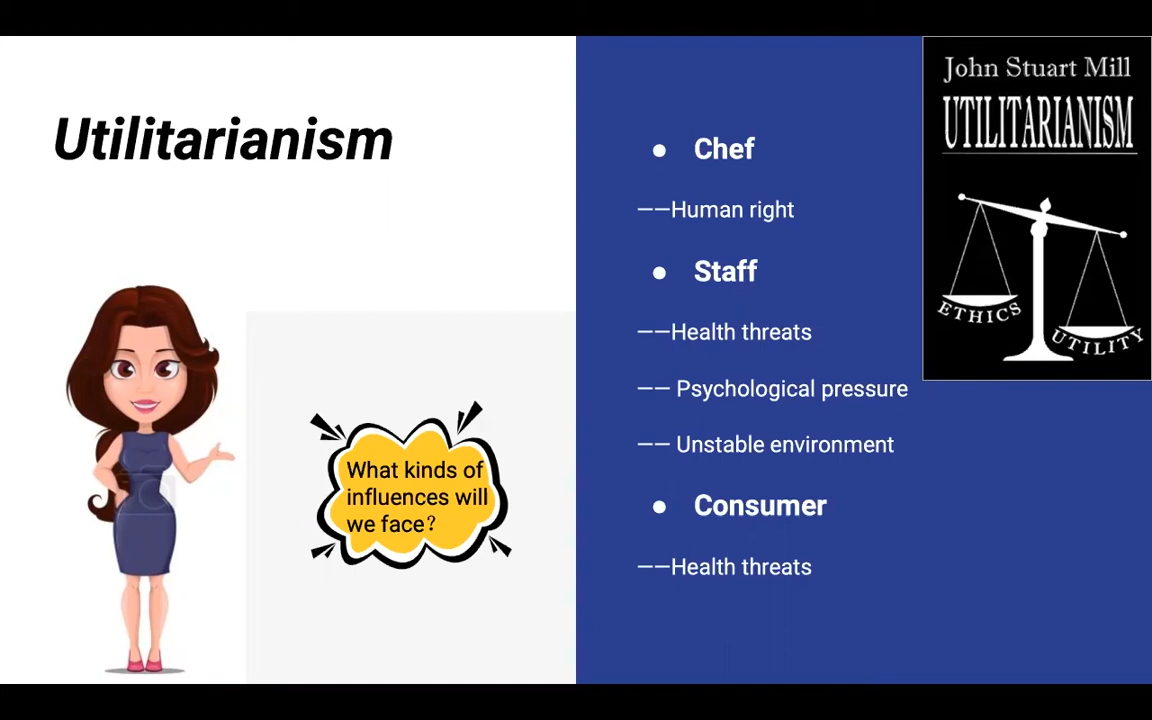 Utilitarianism
What kinds of
influences will
we face？
● Chef
——Human right
● Staff
——Health threats
—— Psychological pressure
—— Unstable environment
● Consumer
——Health threats
John Stuart Mill
UTILITARIANISM
ETHICS
UTILITY